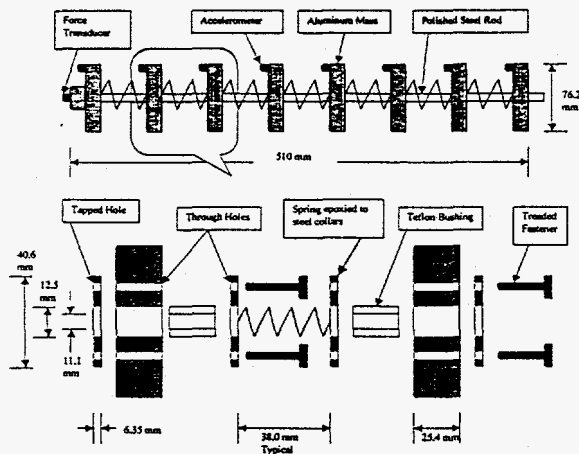 Force
Transducer
Accelerometer
Aluminum Mass
Polished Steel Rod
76.2
mm
510 mm
Tapped Hole
Through Holes
Spring epoxied to
steel collars
Teflon Bushing
Treaded
Fastener
40.6
mm
12.5
mm
11.1
mm
6.35 mm
38.0 mm
Typical
25.4 mm